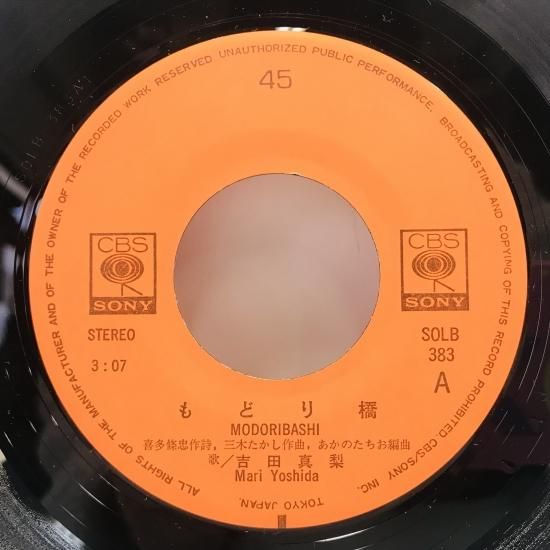 ALL RIGHTS OF THE MANUFACTURER AND OF THE OWNER OF THE RECORDED WORK RESERVED UNAUTHORIZED PUBLIC PERFORMANCE, BROADCASTING AND COPYING OF THIS RECORD PROHIBITED. CBS/SONY INC. TOKYO JAPAN.
45
CBS
SONY
CBS
SONY
STEREO
3:07
SOLB
383
A
もどり橋
MODORIBASHI
喜多條忠作詩, 三木たかし作曲, あかのたちお編曲
歌/吉田真梨
Mari Yoshida